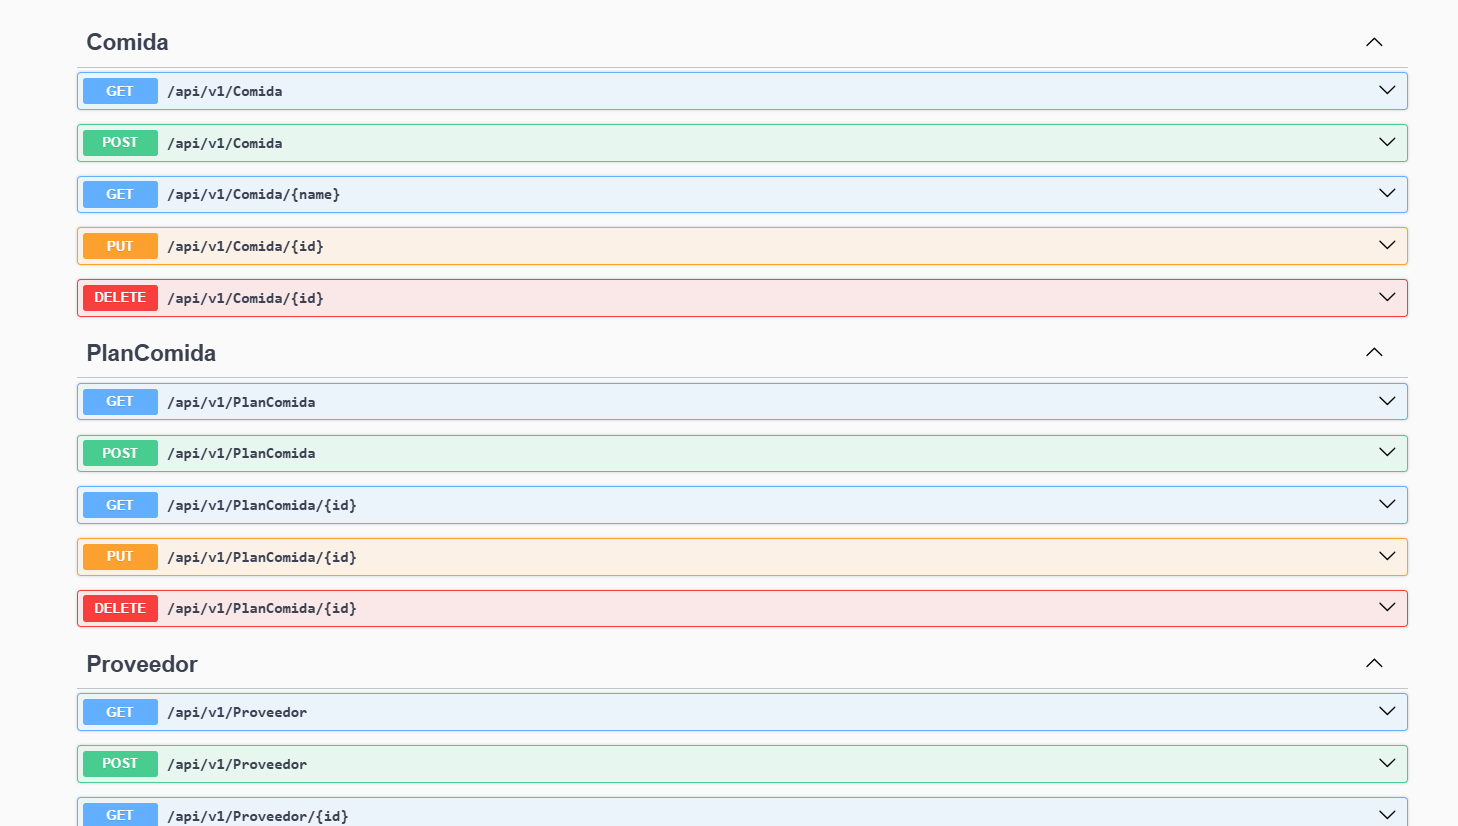 Comida
GET /api/v1/Comida
POST /api/v1/Comida
GET /api/v1/Comida/{name}
PUT /api/v1/Comida/{id}
DELETE /api/v1/Comida/{id}
PlanComida
GET /api/v1/PlanComida
POST /api/v1/PlanComida
GET /api/v1/PlanComida/{id}
PUT /api/v1/PlanComida/{id}
DELETE /api/v1/PlanComida/{id}
Proveedor
GET /api/v1/Proveedor
POST /api/v1/Proveedor
GET /api/v1/Proveedor/{id}